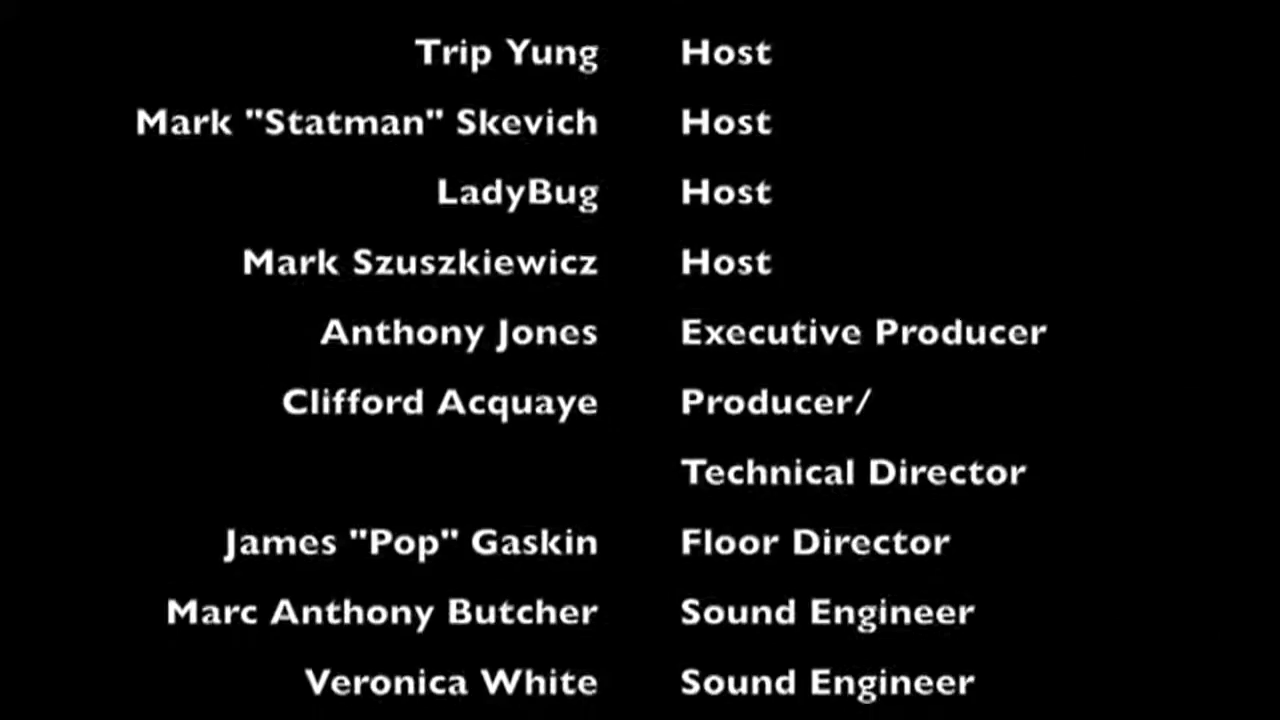 Trip Yung Host
Mark "Statman" Skevich Host
LadyBug Host
Mark Szuszkiewicz Host
Anthony Jones Executive Producer
Clifford Acquaye Producer/
Technical Director
James "Pop" Gaskin Floor Director
Marc Anthony Butcher Sound Engineer
Veronica White Sound Engineer